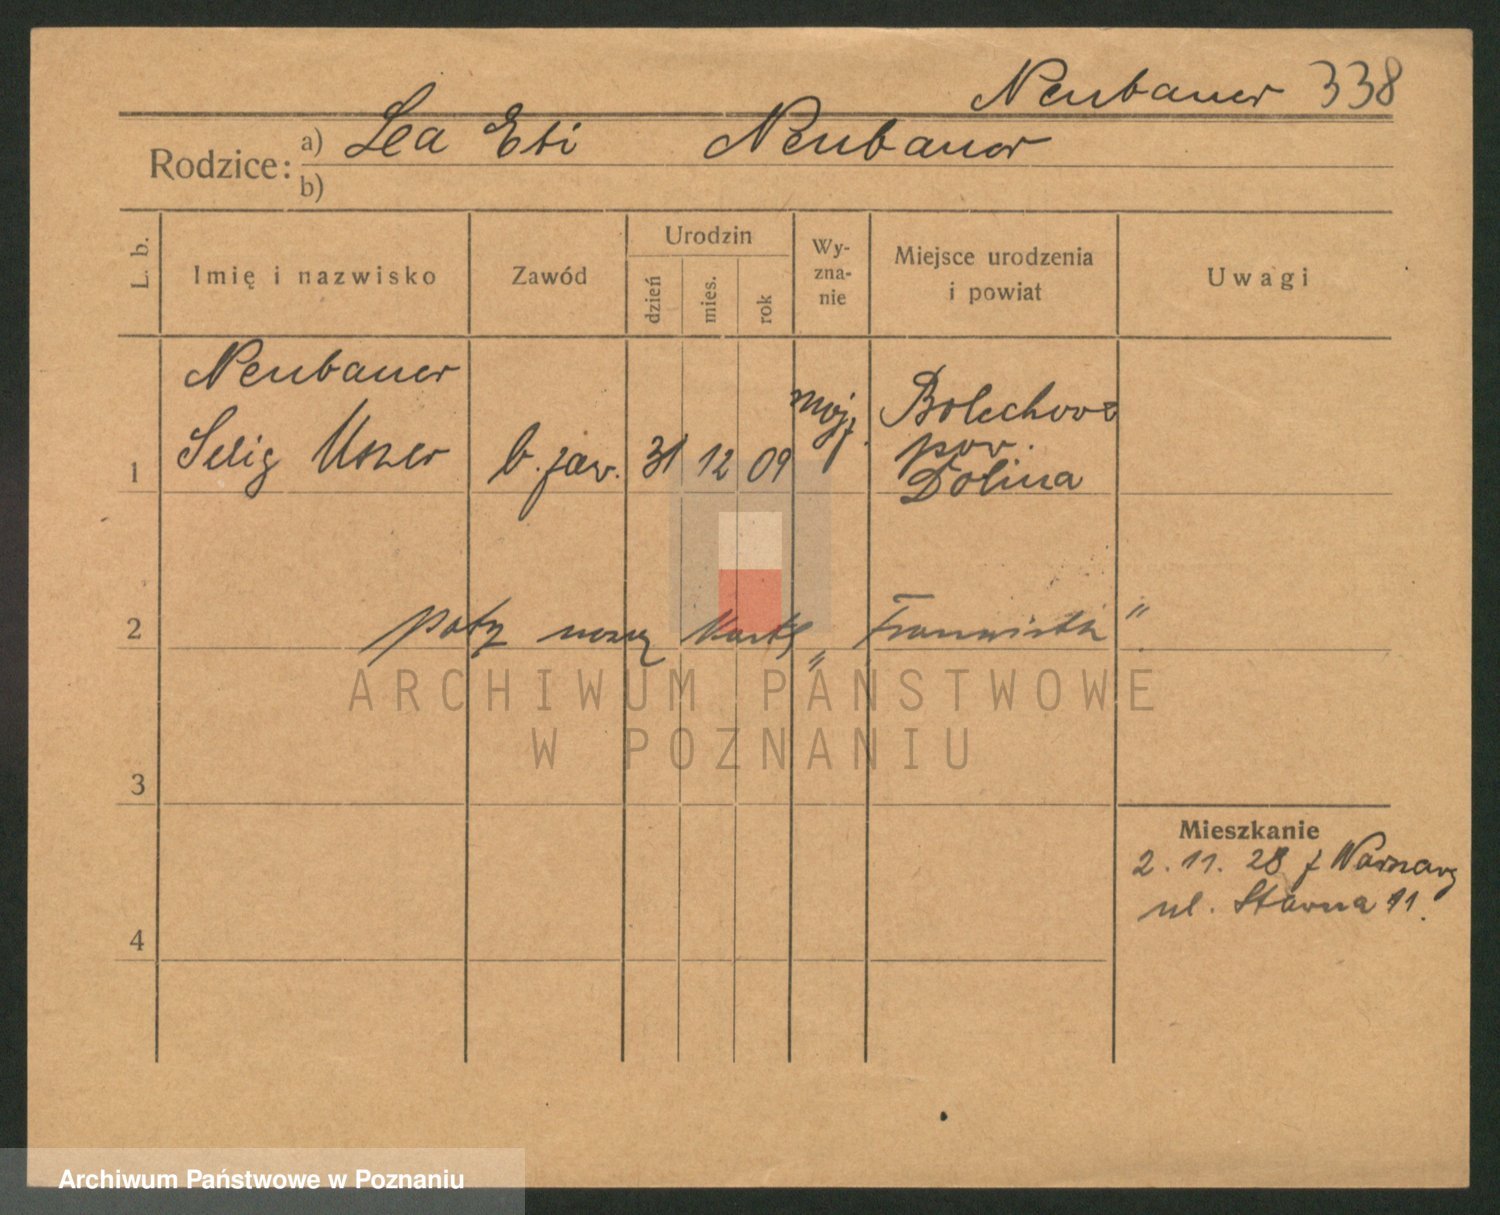 Neubauer 338
Rodzice: a) Lea Eti Neubauer
b)
L. b.
Imię i nazwisko
Zawód
Urodzin
dzień
mies.
rok
Wy-
zna-
nie
Miejsce urodzenia
i powiat
Uwagi
Neubauer
1 Selig Uszer b. zaw. 31 12 09 mojż. Bolechow
pow.
Dolina
2 patrz nową kartę „
3
Mieszkanie
2. 11. 28 z Warszawy
ul. Stawna 11.
4
ARCHIWUM PAŃSTWOWE
W POZNANIU
Archiwum Państwowe w Poznaniu